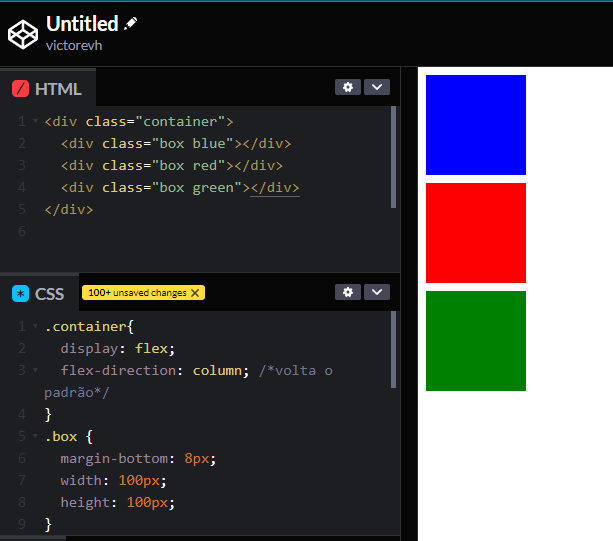 Untitled
victorevh
/ HTML
1 <div class="container">
2 <div class="box blue"></div>
3 <div class="box red"></div>
4 <div class="box green"></div>
5 </div>
6
* CSS 100+ unsaved changes X
1 .container{
2 display: flex;
3 flex-direction: column; /*volta o
padrão*/
4 }
5 .box {
6 margin-bottom: 8px;
7 width: 100px;
8 height: 100px;
9 }